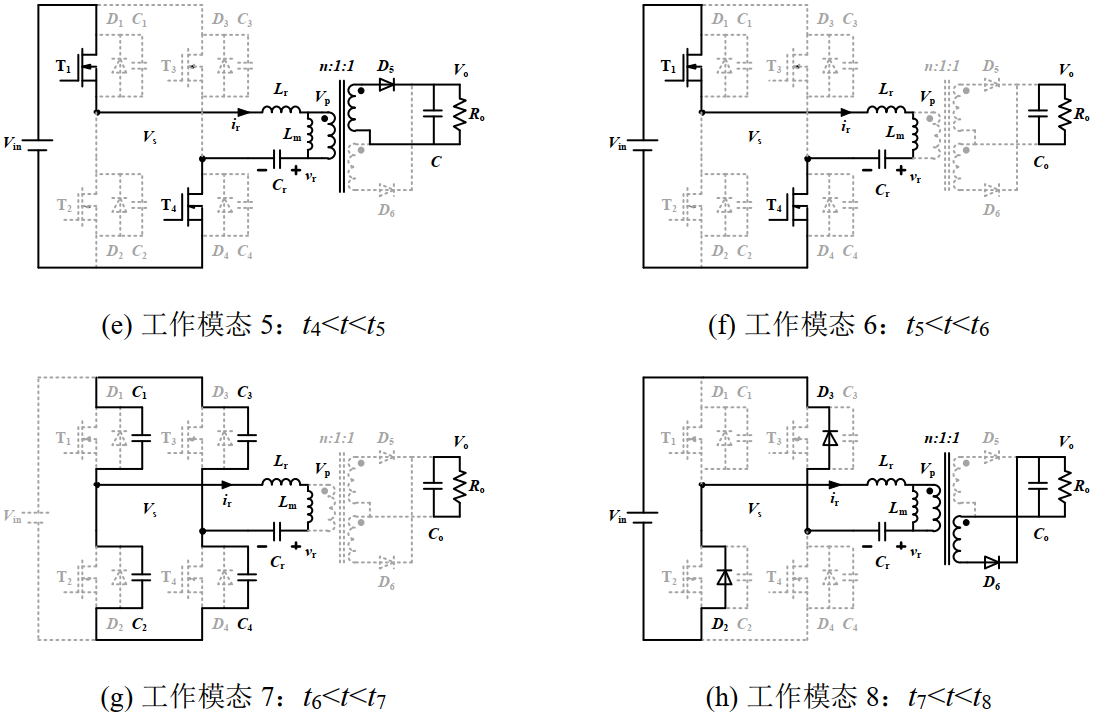 D1 C1 D3 C3
T1 T3
n:1:1 D5 Vo
Lr Vp
Vin Vs ir Lm Ro
Cr vr C
T2 T4 D6
D2 C2 D4 C4
(e) 工作模态 5：t4<t<t5
D1 C1 D3 C3
T1 T3
n:1:1 D5 Vo
Lr Vp
Vin Vs ir Lm Ro
Cr vr Co
T2 T4 D6
D2 C2 D4 C4
(f) 工作模态 6：t5<t<t6
D1 C1 D3 C3
T1 T3
n:1:1 D5 Vo
Lr Vp
Vin Vs ir Lm Ro
Cr vr Co
T2 T4 D6
D2 C2 D4 C4
(g) 工作模态 7：t6<t<t7
D1 C1 D3 C3
T1 T3
n:1:1 D5 Vo
Lr Vp
Vin Vs ir Lm Ro
Cr vr Co
T2 T4 D6
D2 C2 D4 C4
(h) 工作模态 8：t7<t<t8